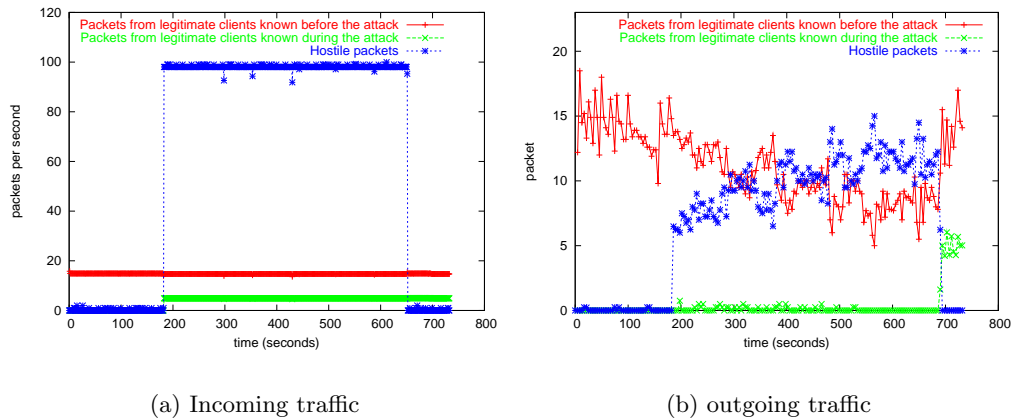 Packets from legitimate clients known before the attack
Packets from legitimate clients known during the attack
Hostile packets
120
100
80
60
40
20
0
packets per second
0 100 200 300 400 500 600 700 800
time (seconds)
(a) Incoming traffic
Packets from legitimate clients known before the attack
Packets from legitimate clients known during the attack
Hostile packets
20
15
10
5
0
packet
0 100 200 300 400 500 600 700 800
time (seconds)
(b) outgoing traffic